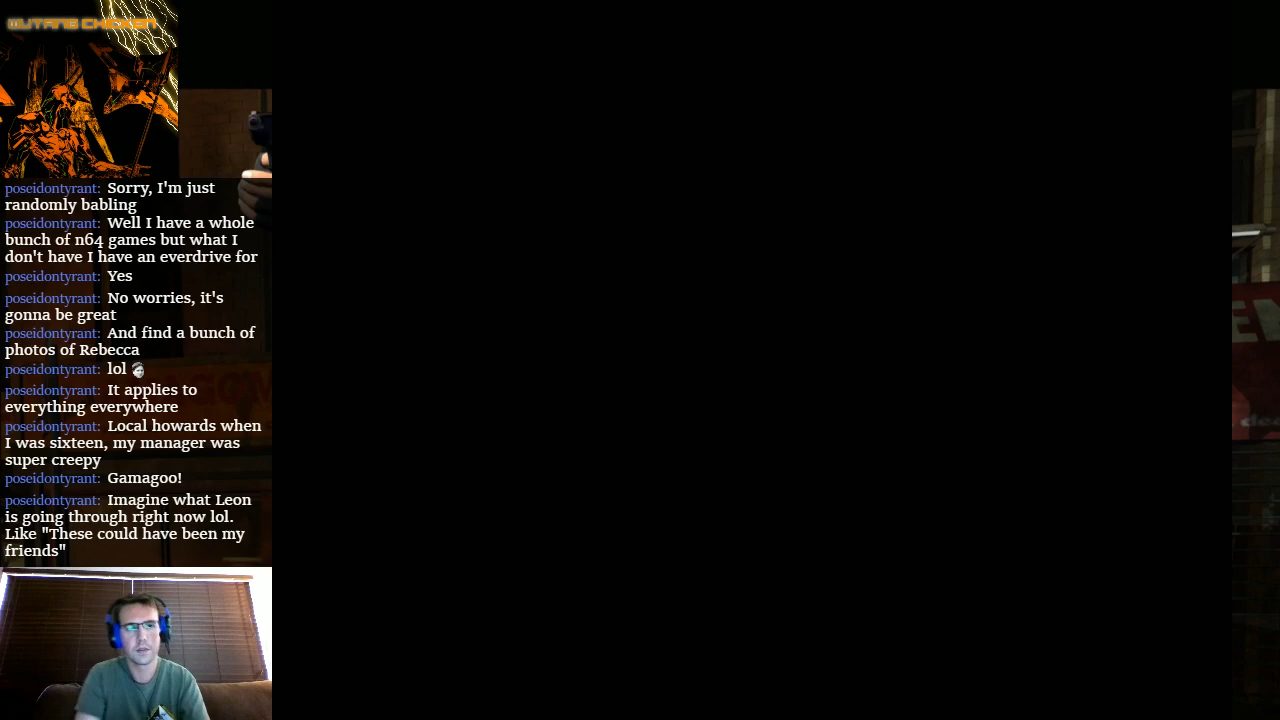 WUTANG CHICKEN
poseidontyrant: Sorry, I'm just
randomly babling
poseidontyrant: Well I have a whole
bunch of n64 games but what I
don't have I have an everdrive for
poseidontyrant: Yes
poseidontyrant: No worries, it's
gonna be great
poseidontyrant: And find a bunch of
photos of Rebecca
poseidontyrant: lol
poseidontyrant: It applies to
everything everywhere
poseidontyrant: Local howards when
I was sixteen, my manager was
super creepy
poseidontyrant: Gamagoo!
poseidontyrant: Imagine what Leon
is going through right now lol.
Like "These could have been my
friends"